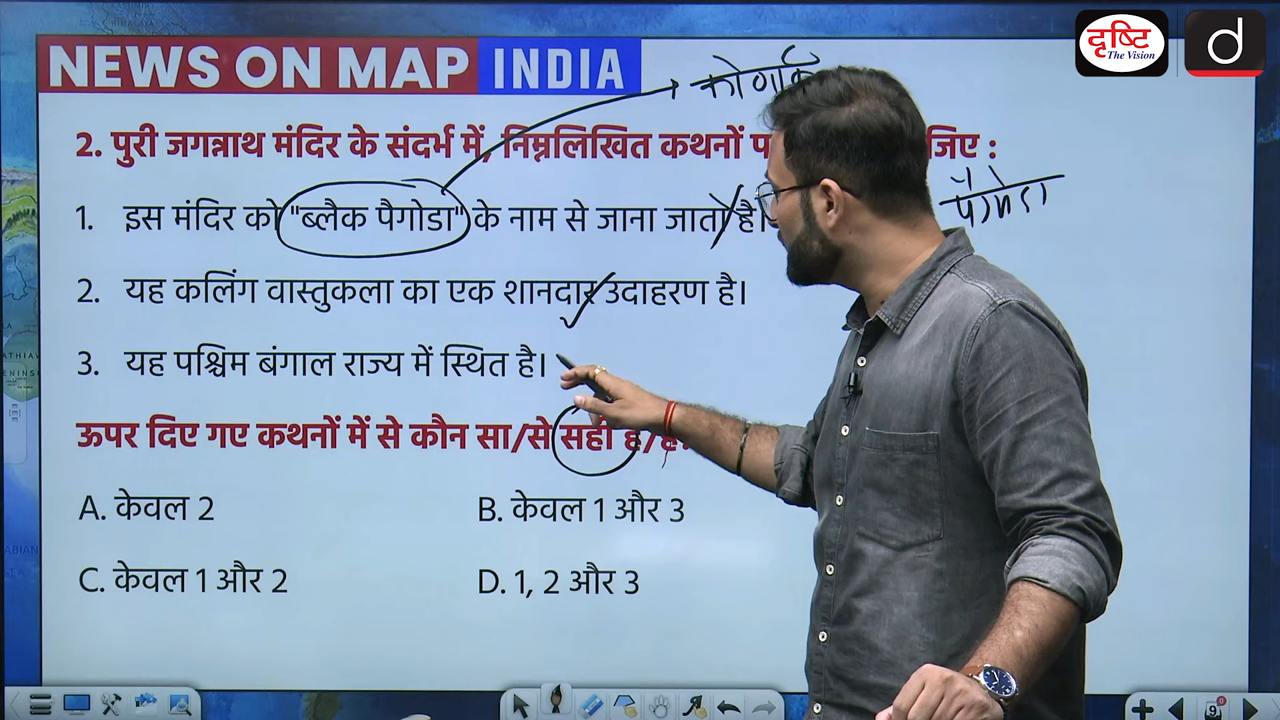 दृष्टि
The Vision
d
NEWS ON MAP INDIA
कोणार्क
2. पुरी जगन्नाथ मंदिर के संदर्भ में, निम्नलिखित कथनों जिए :
1. इस मंदिर को "ब्लैक पैगोडा" के नाम से जाना जाता है।
2. यह कलिंग वास्तुकला का एक शानदार उदाहरण है।
3. यह पश्चिम बंगाल राज्य में स्थित है।
ऊपर दिए गए कथनों में से कौन सा/से सही है/हैं
A. केवल 2
B. केवल 1 और 3
C. केवल 1 और 2
D. 1, 2 और 3
9